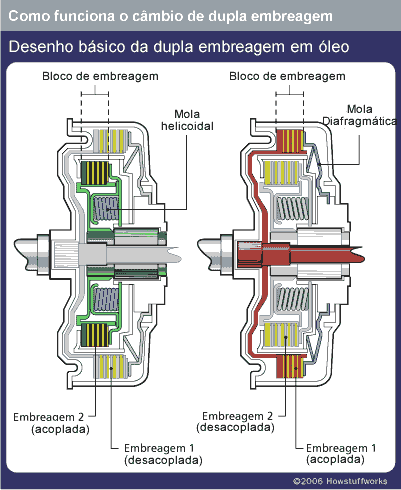 Como funciona o câmbio de dupla embreagem
Desenho básico da dupla embreagem em óleo
Bloco de embreagem
Mola
helicoidal
Embreagem 2
(acoplada)
Embreagem 1
(desacoplada)
Bloco de embreagem
Mola
Diafragmática
Embreagem 2
(desacoplada)
Embreagem 1
(acoplada)
©2006 Howstuffworks